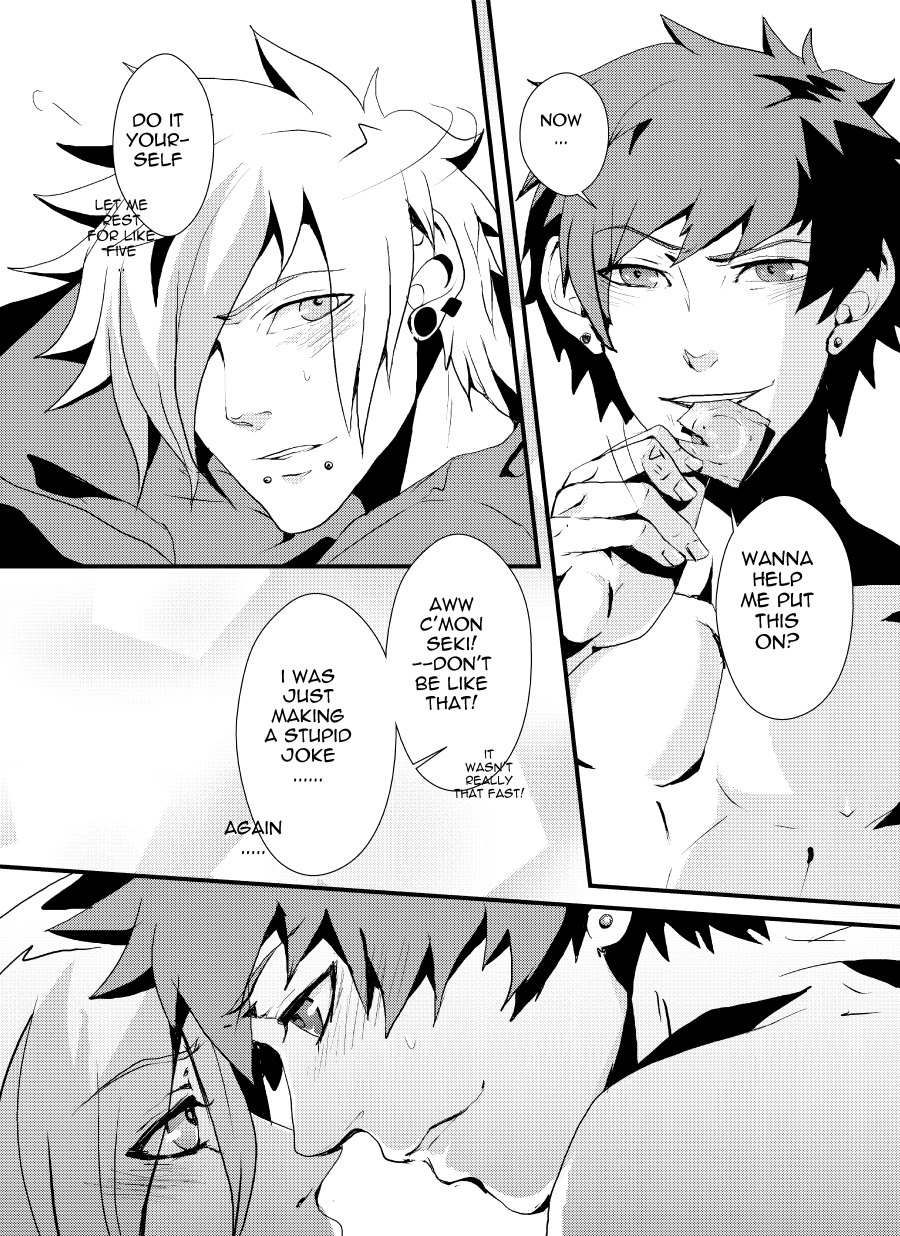 NOW
...
WANNA
HELP
ME PUT
THIS
ON?
DO IT
YOUR-
SELF
LET ME
REST
FOR LIKE
FIVE
..
AWW
C'MON
SEKI!
--DON'T
BE LIKE
THAT!
IT
WASN'T
REALLY
THAT FAST!
I WAS
JUST
MAKING
A STUPID
JOKE
......
AGAIN
.....